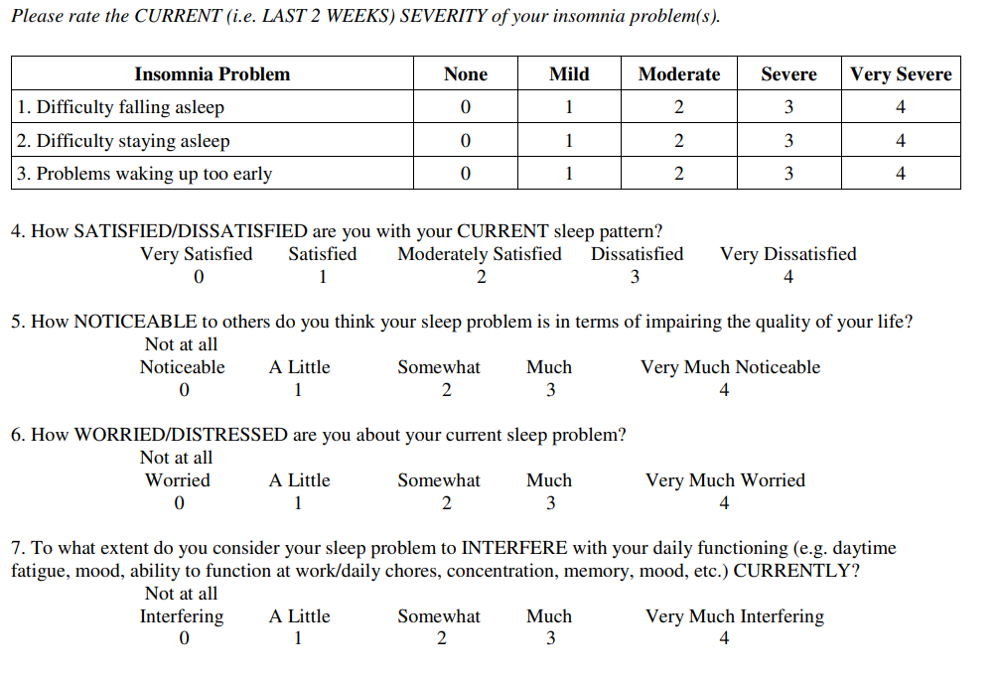 Please rate the CURRENT (i.e. LAST 2 WEEKS) SEVERITY of your insomnia problem(s).
Insomnia Problem None Mild Moderate Severe Very Severe
1. Difficulty falling asleep 0 1 2 3 4
2. Difficulty staying asleep 0 1 2 3 4
3. Problems waking up too early 0 1 2 3 4
4. How SATISFIED/DISSATISFIED are you with your CURRENT sleep pattern?
Very Satisfied Satisfied Moderately Satisfied Dissatisfied Very Dissatisfied
0 1 2 3 4
5. How NOTICEABLE to others do you think your sleep problem is in terms of impairing the quality of your life?
Not at all
Noticeable A Little Somewhat Much Very Much Noticeable
0 1 2 3 4
6. How WORRIED/DISTRESSED are you about your current sleep problem?
Not at all
Worried A Little Somewhat Much Very Much Worried
0 1 2 3 4
7. To what extent do you consider your sleep problem to INTERFERE with your daily functioning (e.g. daytime
fatigue, mood, ability to function at work/daily chores, concentration, memory, mood, etc.) CURRENTLY?
Not at all
Interfering A Little Somewhat Much Very Much Interfering
0 1 2 3 4